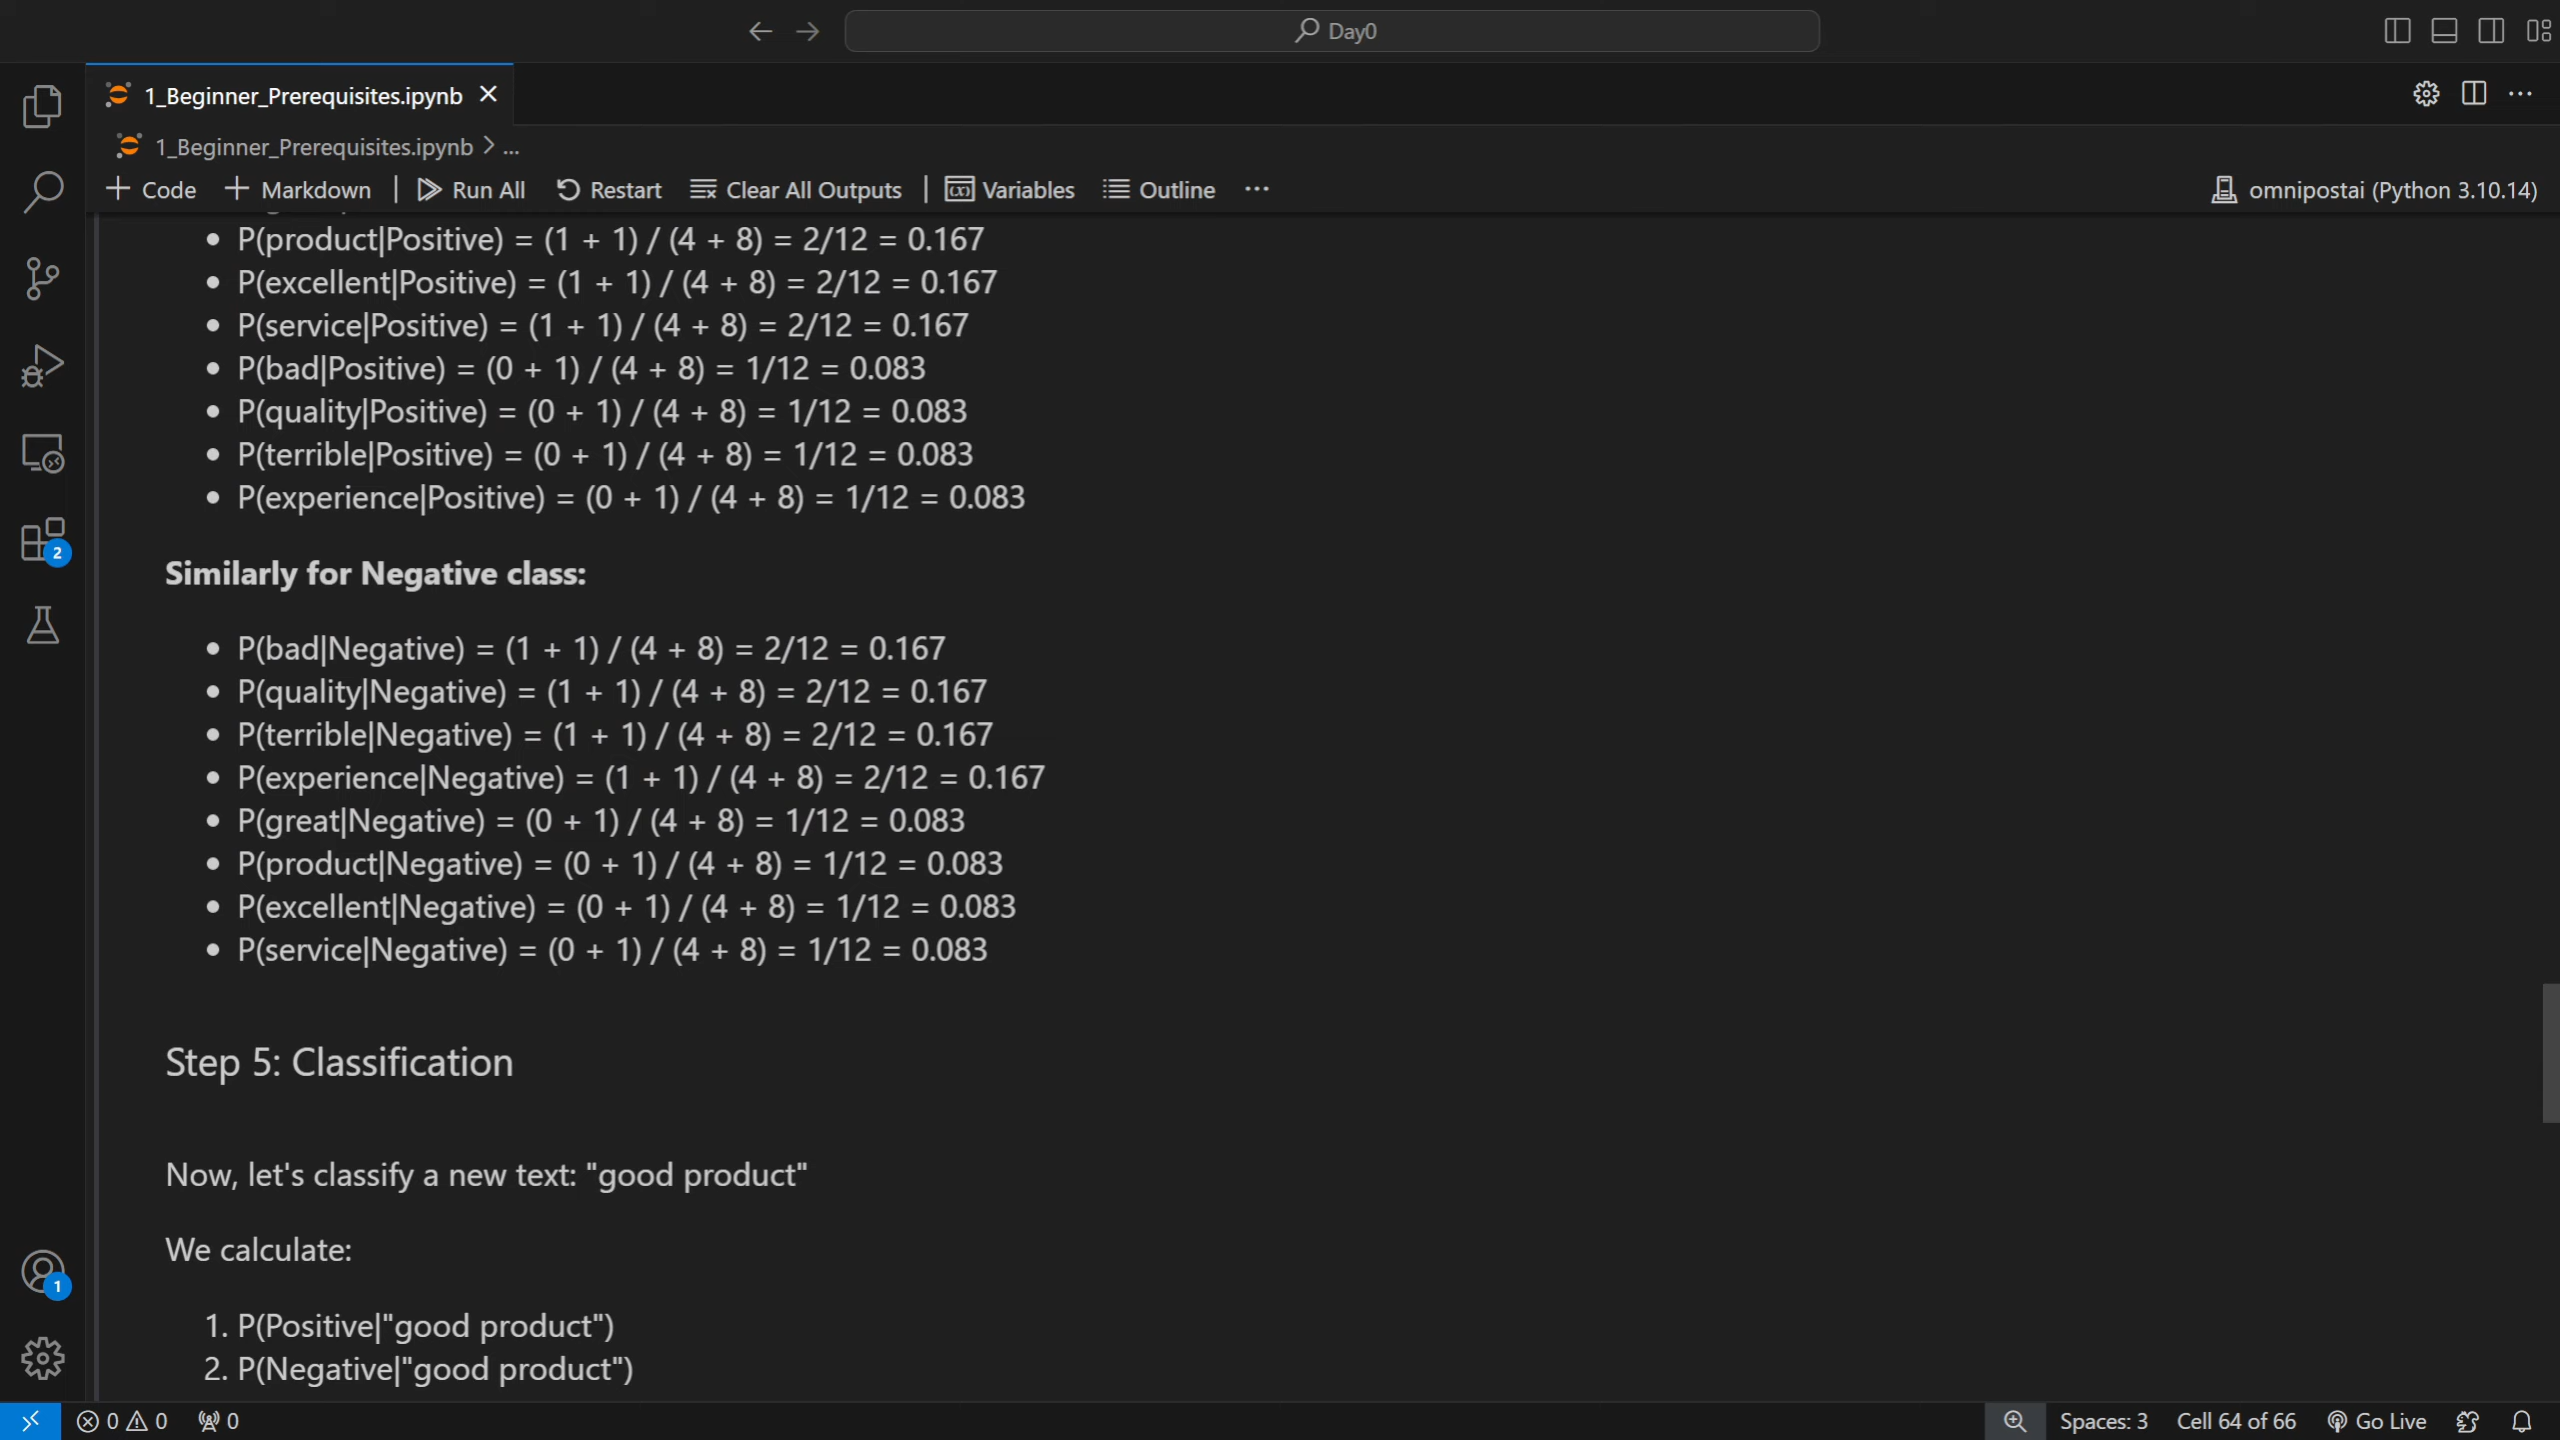 Day0
1_Beginner_Prerequisites.ipynb
1_Beginner_Prerequisites.ipynb > ...
+ Code + Markdown | Run All Restart Clear All Outputs | Variables Outline ... omnipostai (Python 3.10.14)
• P(product|Positive) = (1 + 1) / (4 + 8) = 2/12 = 0.167
• P(excellent|Positive) = (1 + 1) / (4 + 8) = 2/12 = 0.167
• P(service|Positive) = (1 + 1) / (4 + 8) = 2/12 = 0.167
• P(bad|Positive) = (0 + 1) / (4 + 8) = 1/12 = 0.083
• P(quality|Positive) = (0 + 1) / (4 + 8) = 1/12 = 0.083
• P(terrible|Positive) = (0 + 1) / (4 + 8) = 1/12 = 0.083
• P(experience|Positive) = (0 + 1) / (4 + 8) = 1/12 = 0.083
Similarly for Negative class:
• P(bad|Negative) = (1 + 1) / (4 + 8) = 2/12 = 0.167
• P(quality|Negative) = (1 + 1) / (4 + 8) = 2/12 = 0.167
• P(terrible|Negative) = (1 + 1) / (4 + 8) = 2/12 = 0.167
• P(experience|Negative) = (1 + 1) / (4 + 8) = 2/12 = 0.167
• P(great|Negative) = (0 + 1) / (4 + 8) = 1/12 = 0.083
• P(product|Negative) = (0 + 1) / (4 + 8) = 1/12 = 0.083
• P(excellent|Negative) = (0 + 1) / (4 + 8) = 1/12 = 0.083
• P(service|Negative) = (0 + 1) / (4 + 8) = 1/12 = 0.083
Step 5: Classification
Now, let's classify a new text: "good product"
We calculate:
1. P(Positive|"good product")
2. P(Negative|"good product")
2
1
0 0 0 Spaces: 3 Cell 64 of 66 Go Live